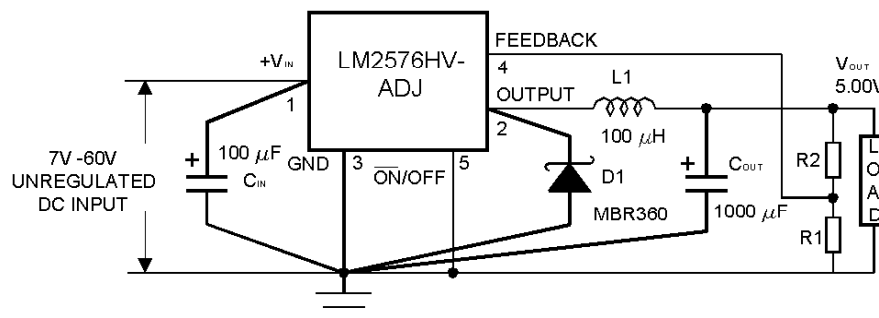 FEEDBACK
+VIN
LM2576HV-
ADJ
4
L1
VOUT
5.00V
OUTPUT
1
2
7V -60V
UNREGULATED
DC INPUT
+
100 μF
CIN
GND
3
ON/OFF
5
100 μH
D1
MBR360
+
COUT
1000 μF
R2
R1
LOAD